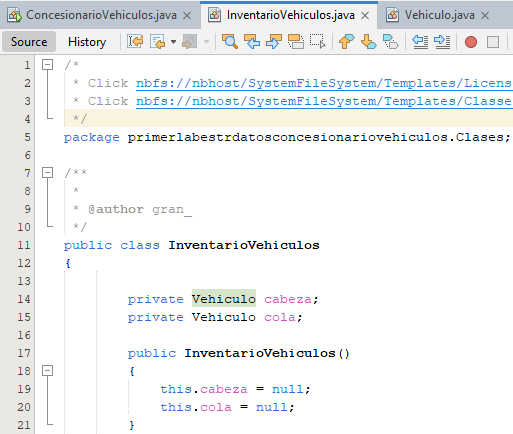 ConcesionarioVehiculos.java
InventarioVehiculos.java
Vehiculo.java
Source
History
1 /*
2 * Click nbfs://nbhost/SystemFileSystem/Templates/Licens
3 * Click nbfs://nbhost/SystemFileSystem/Templates/Classe
4 */
5 package primerlabestrdatosconcesionariovehiculos.Clases;
6
7 /**
8 *
9 * @author gran_
10 */
11 public class InventarioVehiculos
12 {
13
14 private Vehiculo cabeza;
15 private Vehiculo cola;
16
17 public InventarioVehiculos()
18 {
19 this.cabeza = null;
20 this.cola = null;
21 }